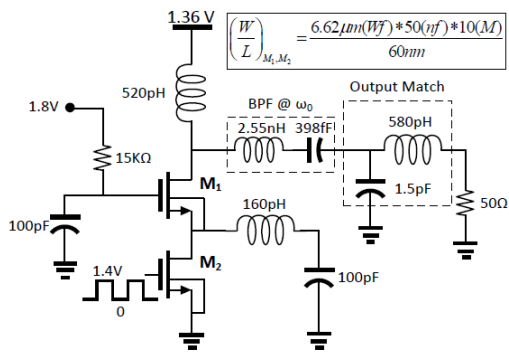 1.36 V
(W/L)M1,M2 = 6.62μm(Wf)*50(nf)*10(M)/60nm
520pH
BPF @ ω0
Output Match
1.8V
2.55nH
398fF
580pH
15KΩ
M1
1.5pF
50Ω
160pH
100pF
M2
1.4V
100pF
0